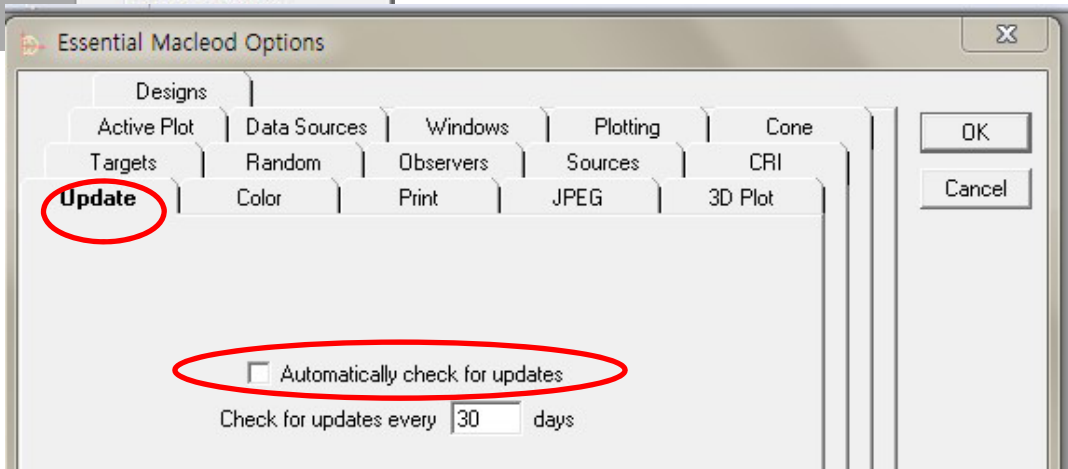 Essential Macleod Options
Designs
Active Plot Data Sources Windows Plotting Cone
Targets Random Observers Sources CRI
Update Color Print JPEG 3D Plot
OK
Cancel
Automatically check for updates
Check for updates every 30 days